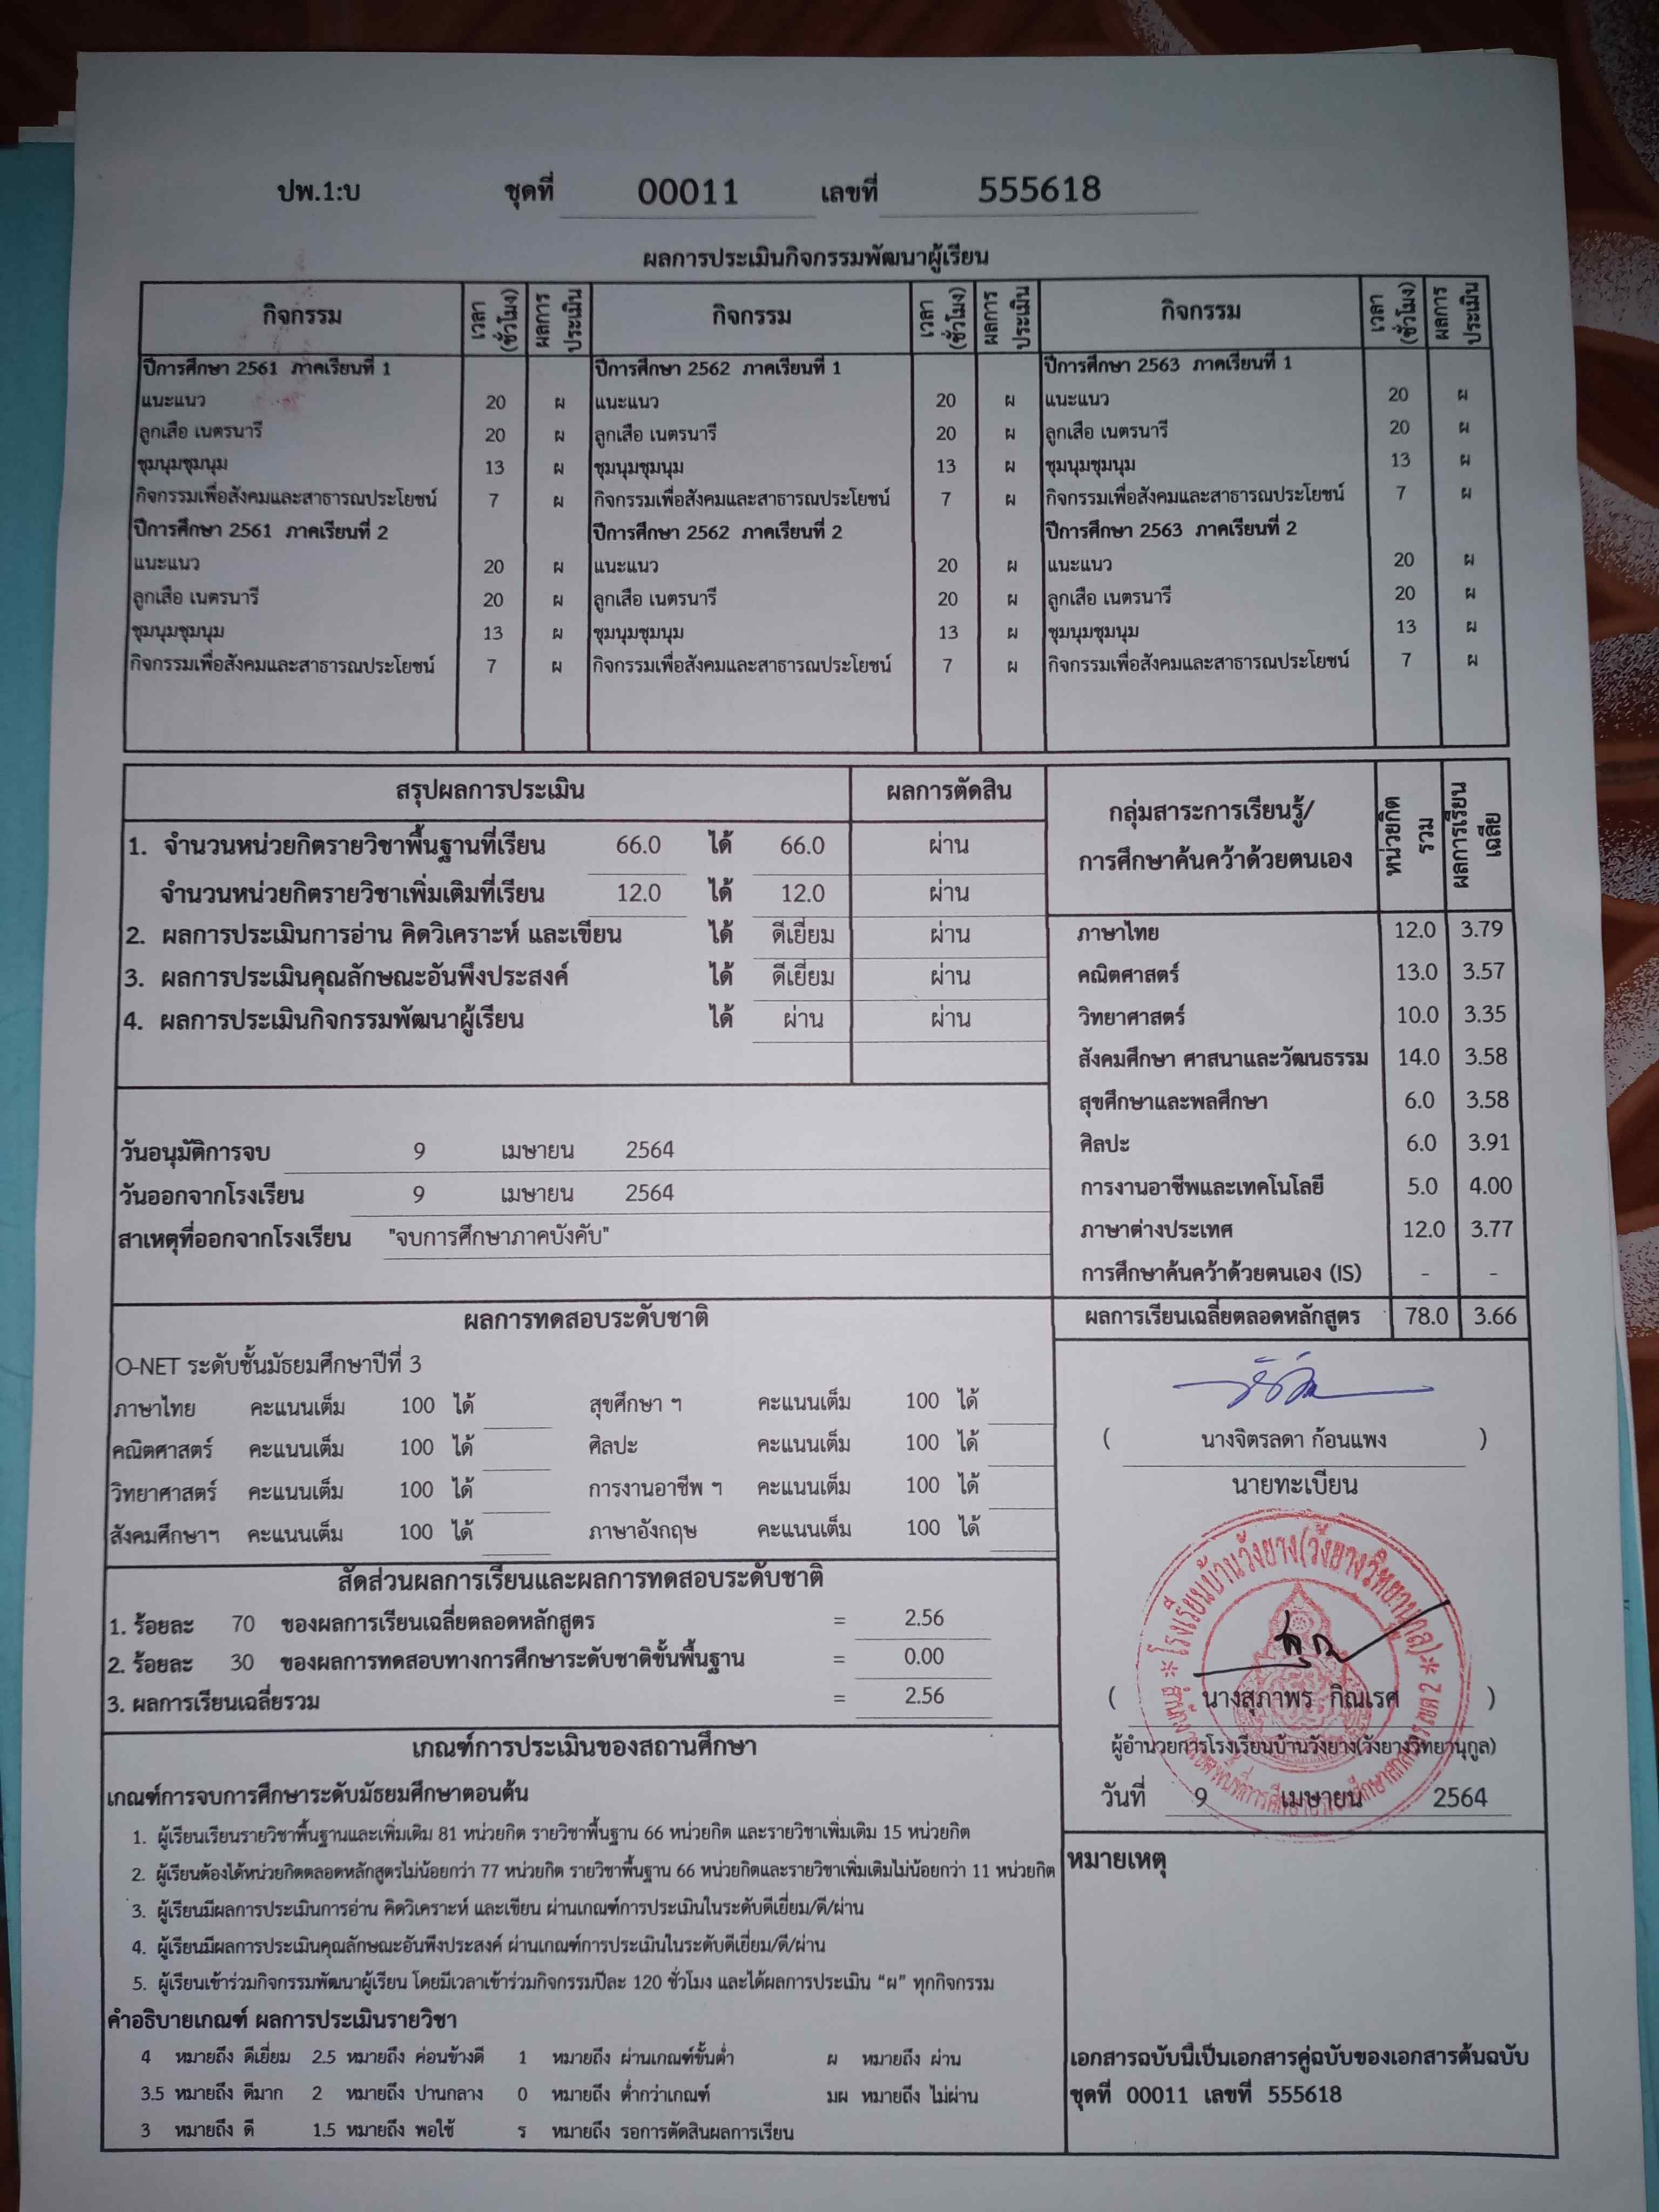 ปพ.1:บ ชุดที่ 00011 เลขที่ 555618
ผลการประเมินกิจกรรมพัฒนาผู้เรียน
กิจกรรม เวลา (ชั่วโมง) ผลการประเมิน กิจกรรม เวลา (ชั่วโมง) ผลการประเมิน กิจกรรม เวลา (ชั่วโมง) ผลการประเมิน
ปีการศึกษา 2561 ภาคเรียนที่ 1 ปีการศึกษา 2562 ภาคเรียนที่ 1 ปีการศึกษา 2563 ภาคเรียนที่ 1
แนะแนว 20 ผ แนะแนว 20 ผ แนะแนว 20 ผ
ลูกเสือ เนตรนารี 20 ผ ลูกเสือ เนตรนารี 20 ผ ลูกเสือ เนตรนารี 20 ผ
ชุมนุมชุมนุม 13 ผ ชุมนุมชุมนุม 13 ผ ชุมนุมชุมนุม 13 ผ
กิจกรรมเพื่อสังคมและสาธารณประโยชน์ 7 ผ กิจกรรมเพื่อสังคมและสาธารณประโยชน์ 7 ผ กิจกรรมเพื่อสังคมและสาธารณประโยชน์ 7 ผ
ปีการศึกษา 2561 ภาคเรียนที่ 2 ปีการศึกษา 2562 ภาคเรียนที่ 2 ปีการศึกษา 2563 ภาคเรียนที่ 2
แนะแนว 20 ผ แนะแนว 20 ผ แนะแนว 20 ผ
ลูกเสือ เนตรนารี 20 ผ ลูกเสือ เนตรนารี 20 ผ ลูกเสือ เนตรนารี 20 ผ
ชุมนุมชุมนุม 13 ผ ชุมนุมชุมนุม 13 ผ ชุมนุมชุมนุม 13 ผ
กิจกรรมเพื่อสังคมและสาธารณประโยชน์ 7 ผ กิจกรรมเพื่อสังคมและสาธารณประโยชน์ 7 ผ กิจกรรมเพื่อสังคมและสาธารณประโยชน์ 7 ผ
สรุปผลการประเมิน ผลการตัดสิน
1. จำนวนหน่วยกิตรายวิชาพื้นฐานที่เรียน 66.0 ได้ 66.0 ผ่าน
จำนวนหน่วยกิตรายวิชาเพิ่มเติมที่เรียน 12.0 ได้ 12.0 ผ่าน
2. ผลการประเมินการอ่าน คิดวิเคราะห์ และเขียน ได้ ดีเยี่ยม ผ่าน
3. ผลการประเมินคุณลักษณะอันพึงประสงค์ ได้ ดีเยี่ยม ผ่าน
4. ผลการประเมินกิจกรรมพัฒนาผู้เรียน ได้ ผ่าน ผ่าน
วันอนุมัติการจบ 9 เมษายน 2564
วันออกจากโรงเรียน 9 เมษายน 2564
สาเหตุที่ออกจากโรงเรียน "จบการศึกษาภาคบังคับ"
กลุ่มสาระการเรียนรู้/ การศึกษาค้นคว้าด้วยตนเอง หน่วยกิตรวม ผลการเรียนเฉลี่ย
ภาษาไทย 12.0 3.79
คณิตศาสตร์ 13.0 3.57
วิทยาศาสตร์ 10.0 3.35
สังคมศึกษา ศาสนาและวัฒนธรรม 14.0 3.58
สุขศึกษาและพลศึกษา 6.0 3.58
ศิลปะ 6.0 3.91
การงานอาชีพและเทคโนโลยี 5.0 4.00
ภาษาต่างประเทศ 12.0 3.77
การศึกษาค้นคว้าด้วยตนเอง (IS) - -
ผลการเรียนเฉลี่ยตลอดหลักสูตร 78.0 3.66
ผลการทดสอบระดับชาติ
O-NET ระดับชั้นมัธยมศึกษาปีที่ 3
ภาษาไทย คะแนนเต็ม 100 ได้ สุขศึกษา ฯ คะแนนเต็ม 100 ได้
คณิตศาสตร์ คะแนนเต็ม 100 ได้ ศิลปะ คะแนนเต็ม 100 ได้
วิทยาศาสตร์ คะแนนเต็ม 100 ได้ การงานอาชีพ ฯ คะแนนเต็ม 100 ได้
สังคมศึกษาฯ คะแนนเต็ม 100 ได้ ภาษาอังกฤษ คะแนนเต็ม 100 ได้
สัดส่วนผลการเรียนและผลการทดสอบระดับชาติ
1. ร้อยละ 70 ของผลการเรียนเฉลี่ยตลอดหลักสูตร = 2.56
2. ร้อยละ 30 ของผลการทดสอบทางการศึกษาระดับชาติขั้นพื้นฐาน = 0.00
3. ผลการเรียนเฉลี่ยรวม = 2.56
เกณฑ์การประเมินของสถานศึกษา
เกณฑ์การจบการศึกษาระดับมัธยมศึกษาตอนต้น
1. ผู้เรียนเรียนรายวิชาพื้นฐานและเพิ่มเติม 81 หน่วยกิต รายวิชาพื้นฐาน 66 หน่วยกิต และรายวิชาเพิ่มเติม 15 หน่วยกิต
2. ผู้เรียนต้องได้หน่วยกิตตลอดหลักสูตรไม่น้อยกว่า 77 หน่วยกิต รายวิชาพื้นฐาน 66 หน่วยกิตและรายวิชาเพิ่มเติมไม่น้อยกว่า 11 หน่วยกิต
3. ผู้เรียนมีผลการประเมินการอ่าน คิดวิเคราะห์ และเขียน ผ่านเกณฑ์การประเมินในระดับดีเยี่ยม/ดี/ผ่าน
4. ผู้เรียนมีผลการประเมินคุณลักษณะอันพึงประสงค์ ผ่านเกณฑ์การประเมินในระดับดีเยี่ยม/ดี/ผ่าน
5. ผู้เรียนเข้าร่วมกิจกรรมพัฒนาผู้เรียน โดยมีเวลาเข้าร่วมกิจกรรมปีละ 120 ชั่วโมง และได้ผลการประเมิน “ผ” ทุกกิจกรรม
คำอธิบายเกณฑ์ ผลการประเมินรายวิชา
4 หมายถึง ดีเยี่ยม 2.5 หมายถึง ค่อนข้างดี 1 หมายถึง ผ่านเกณฑ์ขั้นต่ำ ผ หมายถึง ผ่าน
3.5 หมายถึง ดีมาก 2 หมายถึง ปานกลาง 0 หมายถึง ต่ำกว่าเกณฑ์ มผ หมายถึง ไม่ผ่าน
3 หมายถึง ดี 1.5 หมายถึง พอใช้ ร หมายถึง รอการตัดสินผลการเรียน
( นางจิตรลดา ก้อนแพง )
นายทะเบียน
โรงเรียนบ้านวังยาง(วังยางวิทยานุกูล)
( นางสุภาพร กิณเรศ )
ผู้อำนวยการโรงเรียนบ้านวังยาง(วังยางวิทยานุกูล)
วันที่ 9 เมษายน 2564
หมายเหตุ
เอกสารฉบับนี้เป็นเอกสารคู่ฉบับของเอกสารต้นฉบับ
ชุดที่ 00011 เลขที่ 555618